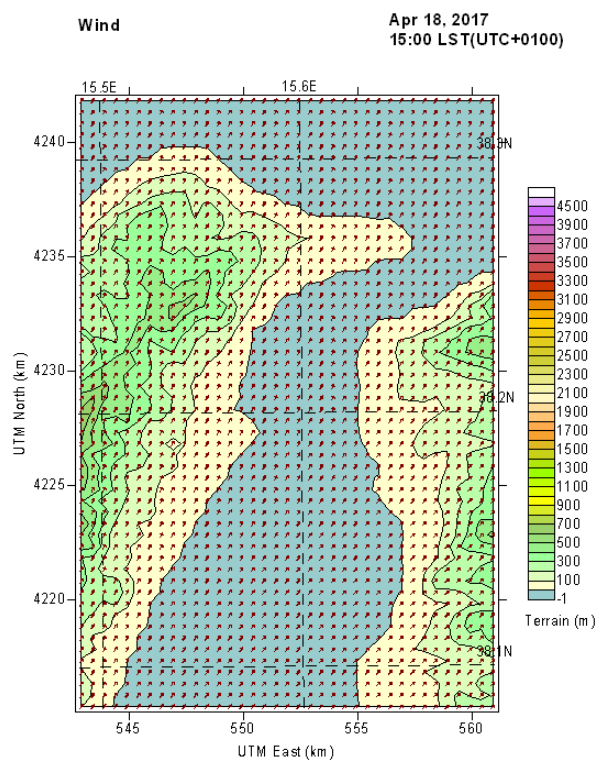 Wind
Apr 18, 2017
15:00 LST(UTC+0100)
15.5E
15.6E
4240
38.3N
4235
4230
38.2N
4225
4220
38.1N
UTM North (km)
545
550
555
560
UTM East (km)
4500
3900
3700
3500
3300
3100
2900
2700
2500
2300
2100
1900
1700
1500
1300
1100
900
700
500
300
100
-1
Terrain (m)